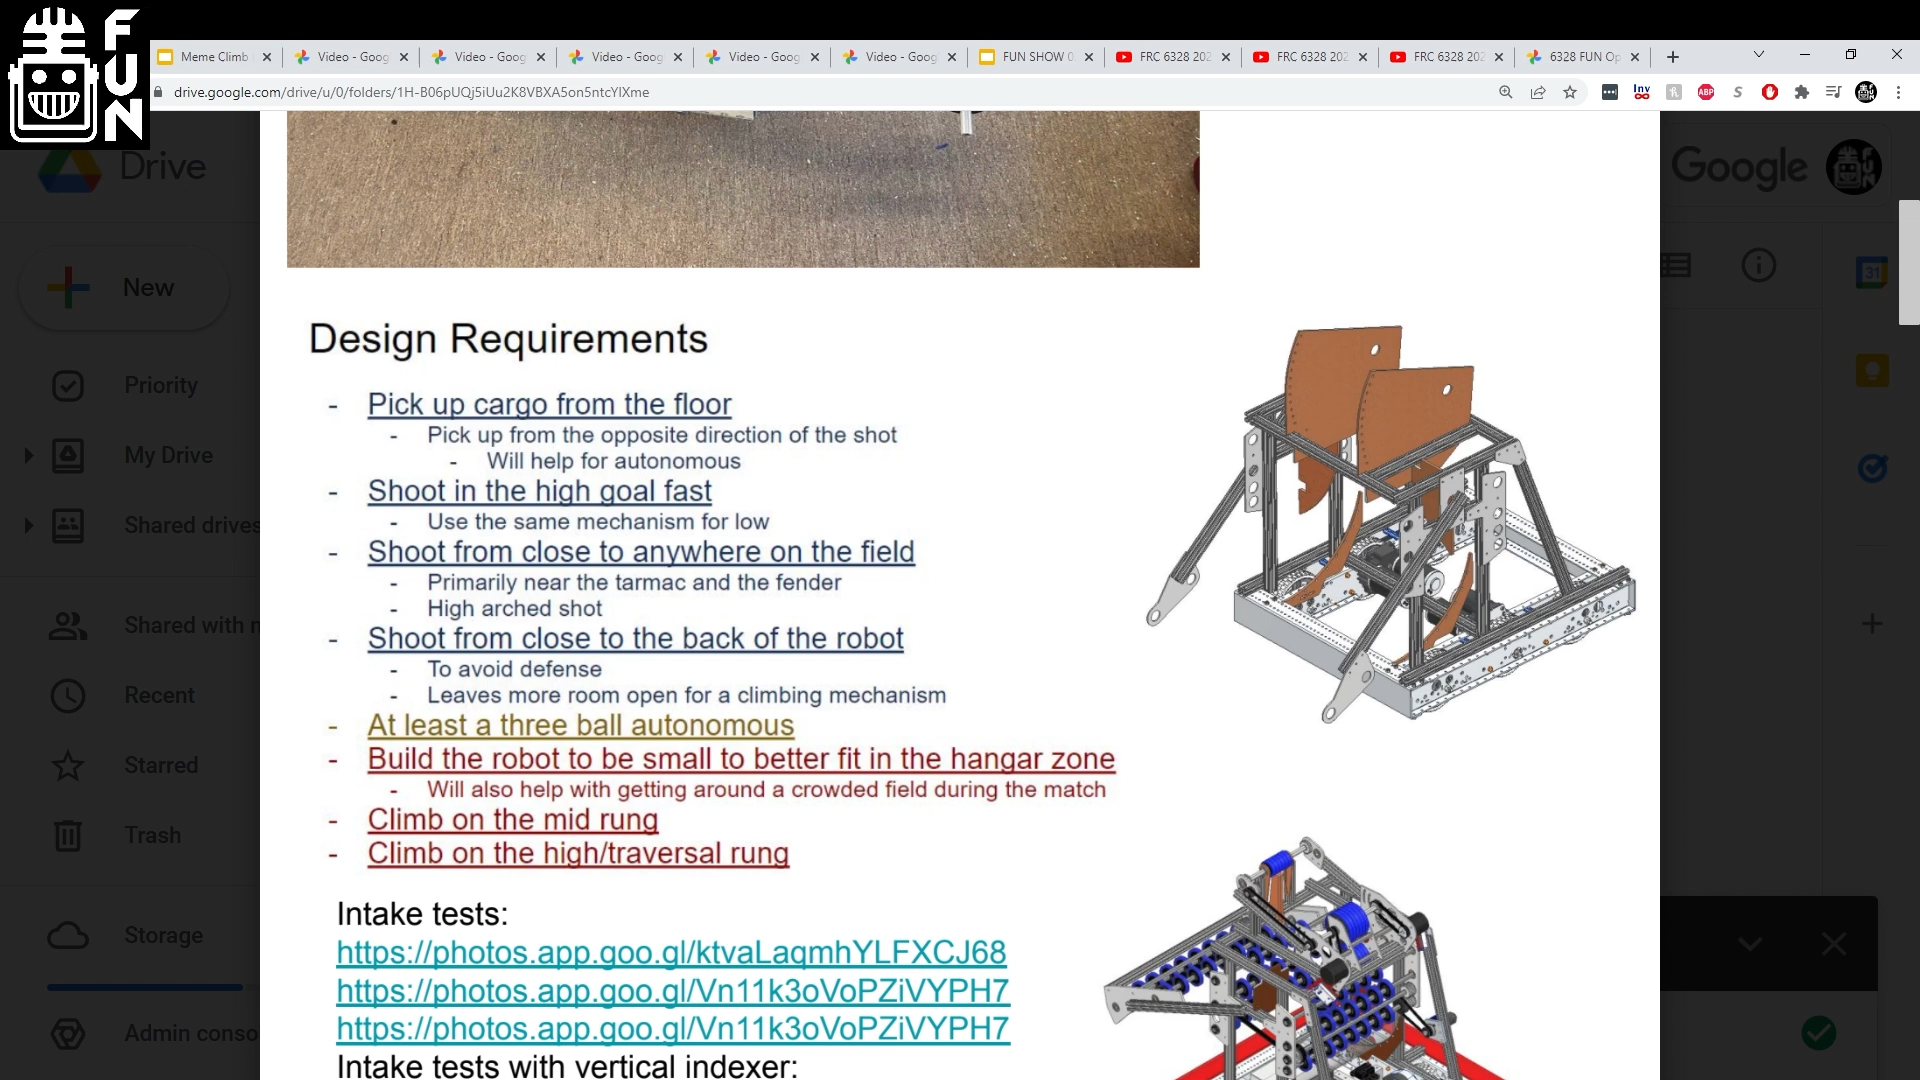 FUN
Meme Climb
Video - Goog
Video - Goog
Video - Goog
Video - Goog
Video - Goog
FUN SHOW 0
FRC 6328 202
FRC 6328 202
FRC 6328 202
6328 FUN Op
drive.google.com/drive/u/0/folders/1H-B06pUQj5iUu2K8VBXA5on5ntcYlXme
Inv
ABP
Drive
Google
New
31
Priority
My Drive
Shared drives
Shared with m
Recent
Starred
Trash
Storage
Admin conso
Design Requirements
- Pick up cargo from the floor
- Pick up from the opposite direction of the shot
- Will help for autonomous
- Shoot in the high goal fast
- Use the same mechanism for low
- Shoot from close to anywhere on the field
- Primarily near the tarmac and the fender
- High arched shot
- Shoot from close to the back of the robot
- To avoid defense
- Leaves more room open for a climbing mechanism
- At least a three ball autonomous
- Build the robot to be small to better fit in the hangar zone
- Will also help with getting around a crowded field during the match
- Climb on the mid rung
- Climb on the high/traversal rung
Intake tests:
https://photos.app.goo.gl/ktvaLaqmhYLFXCJ68
https://photos.app.goo.gl/Vn11k3oVoPZiVYPH7
https://photos.app.goo.gl/Vn11k3oVoPZiVYPH7
Intake tests with vertical indexer: